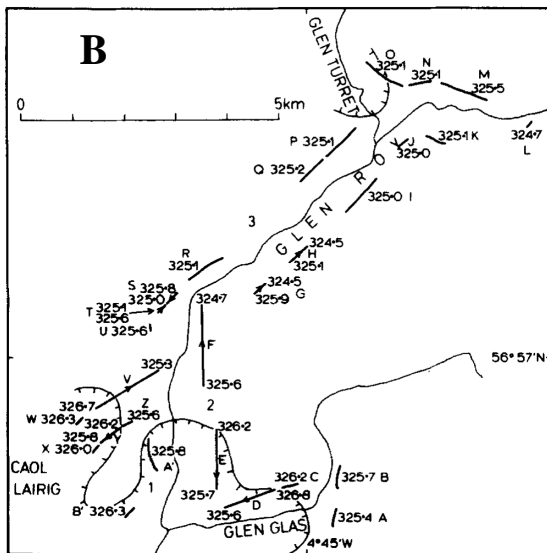 B
GLEN TURRET
O
325·1
N
325·1
M
325·5
0
5km
P 325·1
Q 325·2
J
325·0
325·1 K
324·7
L
325·0 I
GLEN RO
3
324·5
H
325·1
R
325·1
S 325·8
325·0
T 325·1
325·6
U 325·6
324·7
324·5
325·9 G
F
56° 57'N
325·3
V
326·7
W 326·3
326·2
Z
325·6
325·6
325·8
Y
X 326·0
2
326·2
325·8
A'
E
CAOL
LAIRIG
1
B' 326·3
325·7
326·2 C
326·8
D
325·6
325·7 B
GLEN GLAS
325·4 A
4°45'W